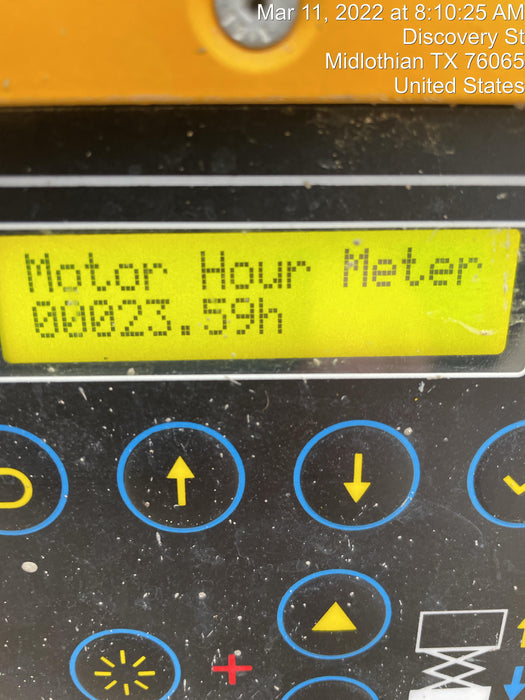 Mar 11, 2022 at 8:10:25 AM
Discovery St
Midlothian TX 76065
United States
Motor Hour Meter
00023.59h